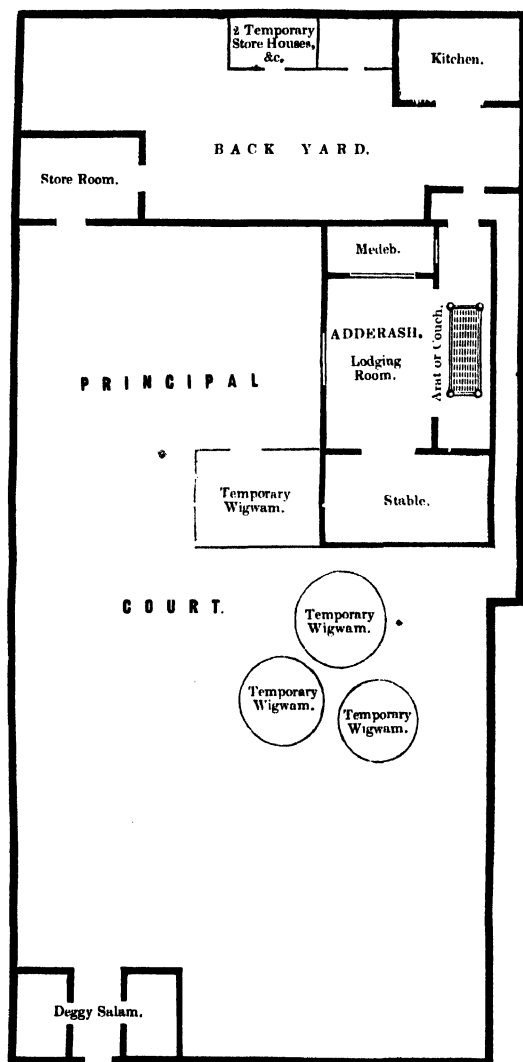 2 Temporary
Store Houses,
&c.
Kitchen.
BACK YARD.
Store Room.
Medeb.
ADDERASH.
Lodging
Room.
Arat or Couch.
PRINCIPAL
Temporary
Wigwam.
Stable.
COURT.
Temporary
Wigwam.
Temporary
Wigwam.
Temporary
Wigwam.
Deggy Salam.